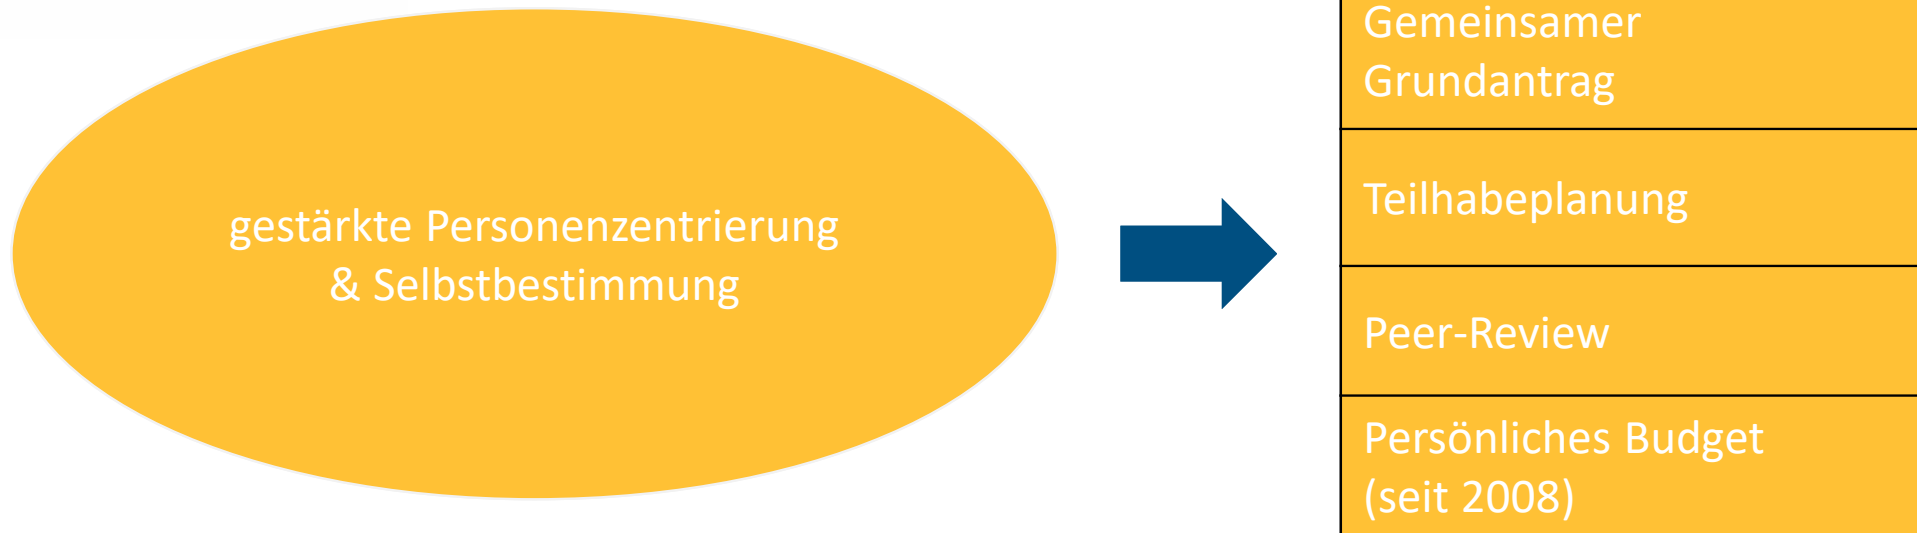 gestärkte Personenzentrierung
& Selbstbestimmung
Gemeinsamer
Grundantrag
Teilhabeplanung
Peer-Review
Persönliches Budget
(seit 2008)